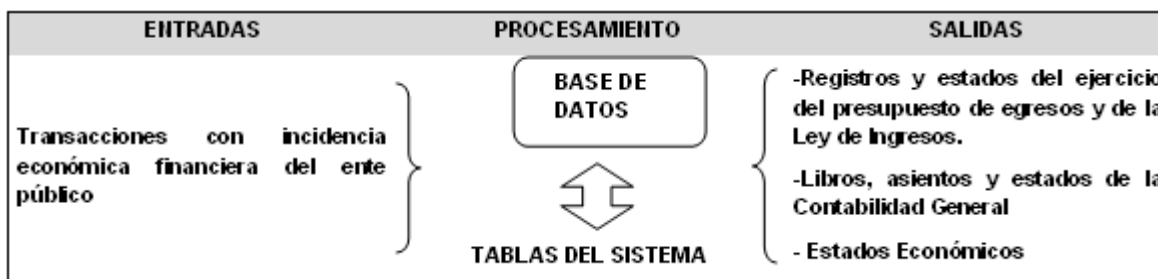 ENTRADAS PROCESAMIENTO SALIDAS
Transacciones con incidencia
económica financiera del ente
público
BASE DE
DATOS
TABLAS DEL SISTEMA
-Registros y estados del ejercicio
del presupuesto de egresos y de la
Ley de Ingresos.
-Libros, asientos y estados de la
Contabilidad General
- Estados Económicos